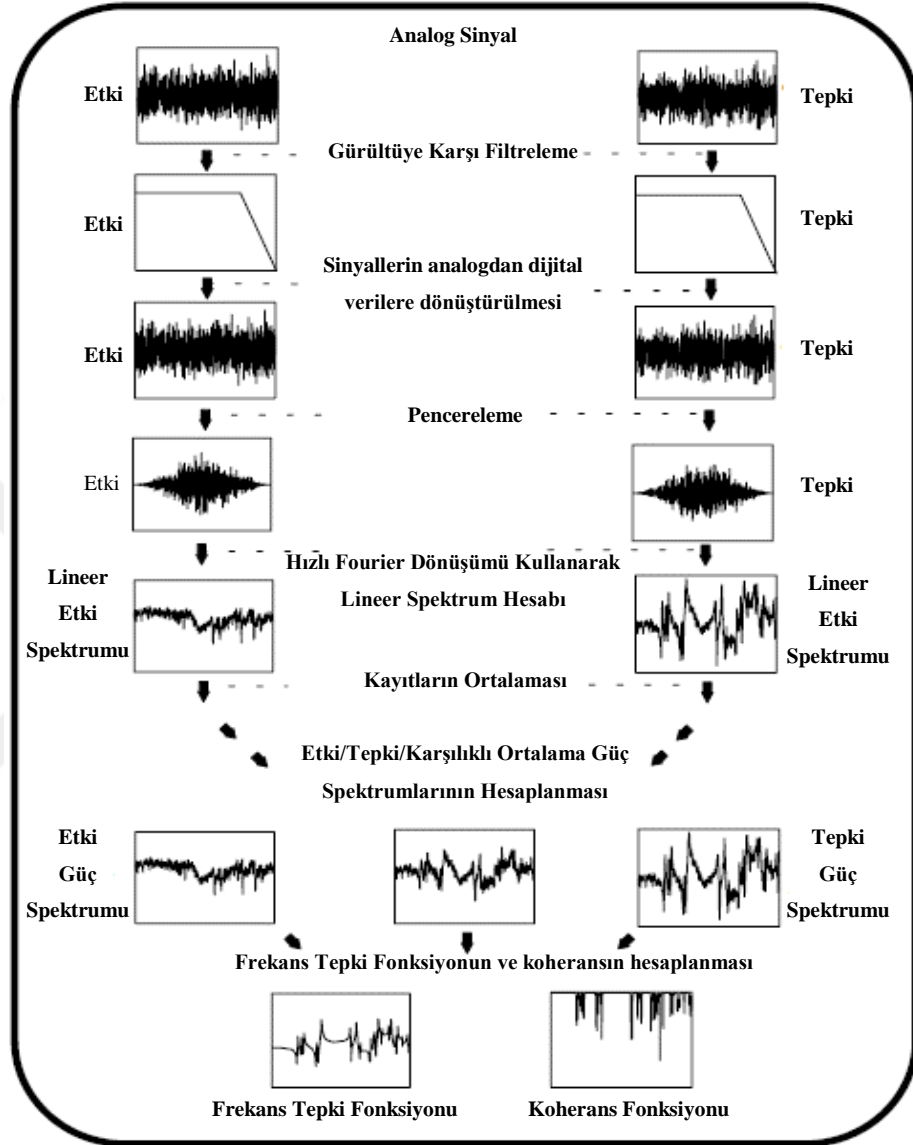 Analog Sinyal
Etki
Tepki
Gürültüye Karşı Filtreleme
Etki
Tepki
Sinyallerin analogdan dijital
verilere dönüştürülmesi
Etki
Tepki
Pencereleme
Etki
Tepki
Hızlı Fourier Dönüşümü Kullanarak
Lineer Spektrum Hesabı
Lineer
Etki
Spektrumu
Lineer
Etki
Spektrumu
Kayıtların Ortalaması
Etki/Tepki/Karşılıklı Ortalama Güç
Spektrumlarının Hesaplanması
Etki
Güç
Spektrumu
Tepki
Güç
Spektrumu
Frekans Tepki Fonksiyonun ve koheransın hesaplanması
Frekans Tepki Fonksiyonu
Koherans Fonksiyonu